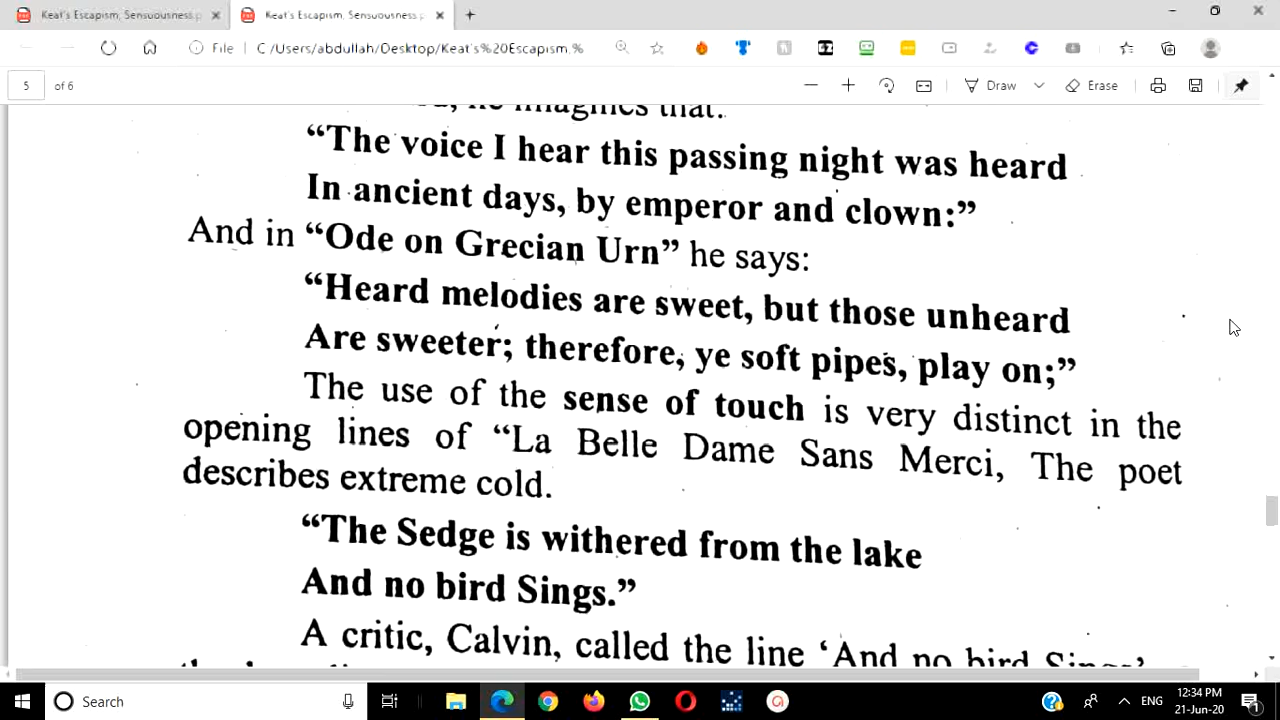 Keat's Escapism, Sensuousness.p
Keat's Escapism, Sensuousness.p
File
C:/Users/abdullah/Desktop/Keat's%20Escapism,%
5 of 6
Draw
Erase
he imagines that:
“The voice I hear this passing night was heard
In ancient days, by emperor and clown:”
And in “Ode on Grecian Urn” he says:
“Heard melodies are sweet, but those unheard
Are sweeter; therefore, ye soft pipes, play on;”
The use of the sense of touch is very distinct in the
opening lines of “La Belle Dame Sans Merci, The poet
describes extreme cold.
“The Sedge is withered from the lake
And no bird Sings.”
A critic, Calvin, called the line ‘And no bird Sings’
Search
ENG
12:34 PM
21-Jun-20